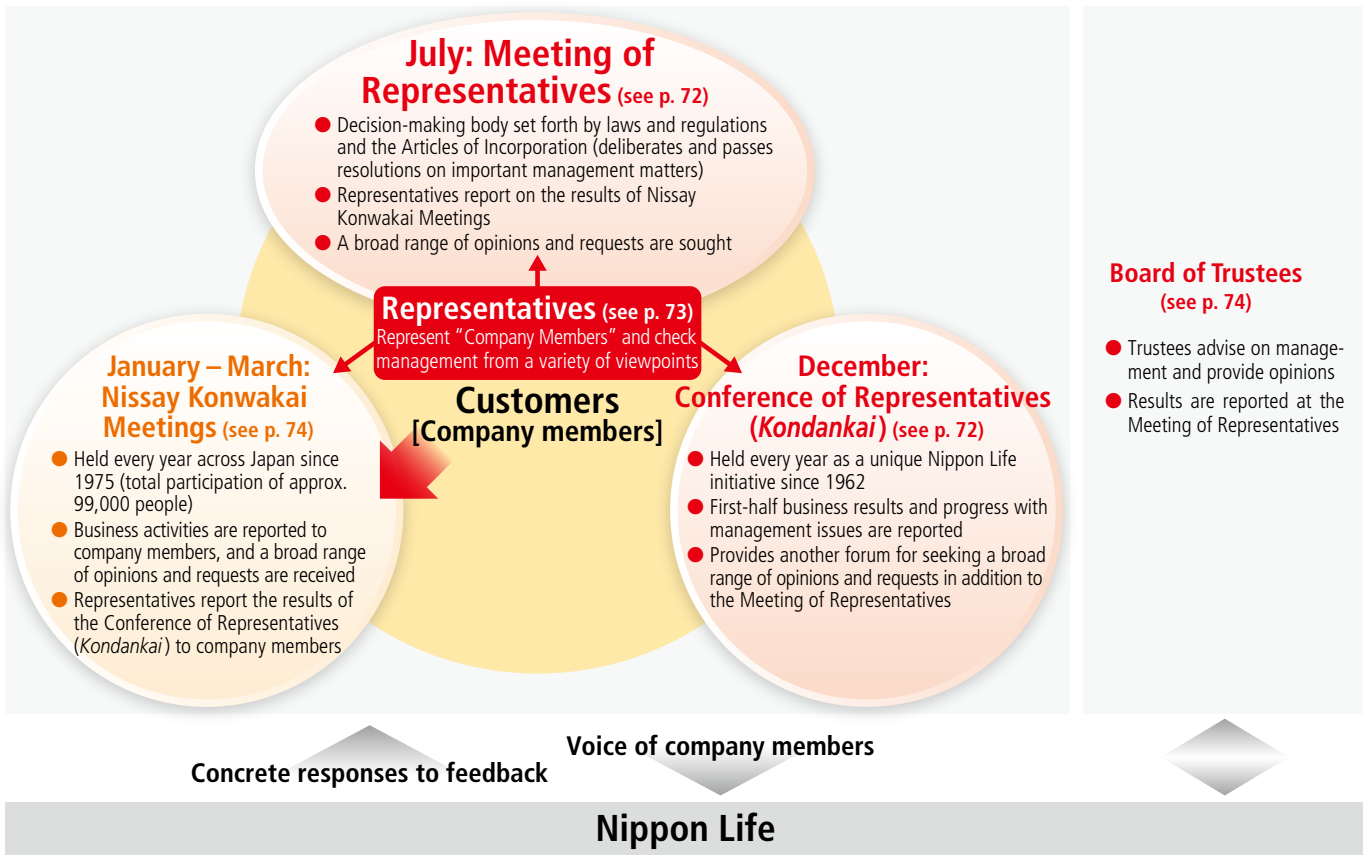 July: Meeting of
Representatives (see p. 72)
● Decision-making body set forth by laws and regulations
and the Articles of Incorporation (deliberates and passes
resolutions on important management matters)
● Representatives report on the results of Nissay
Konwakai Meetings
● A broad range of opinions and requests are sought
Representatives (see p. 73)
Represent “Company Members” and check
management from a variety of viewpoints
Customers
[Company members]
January – March:
Nissay Konwakai
Meetings (see p. 74)
● Held every year across Japan since
1975 (total participation of approx.
99,000 people)
● Business activities are reported to
company members, and a broad range
of opinions and requests are received
● Representatives report the results of
the Conference of Representatives
(Kondankai) to company members
December:
Conference of Representatives
(Kondankai) (see p. 72)
● Held every year as a unique Nippon Life
initiative since 1962
● First-half business results and progress with
management issues are reported
● Provides another forum for seeking a broad
range of opinions and requests in addition to
the Meeting of Representatives
Board of Trustees
(see p. 74)
● Trustees advise on manage-
ment and provide opinions
● Results are reported at the
Meeting of Representatives
Voice of company members
Concrete responses to feedback
Nippon Life